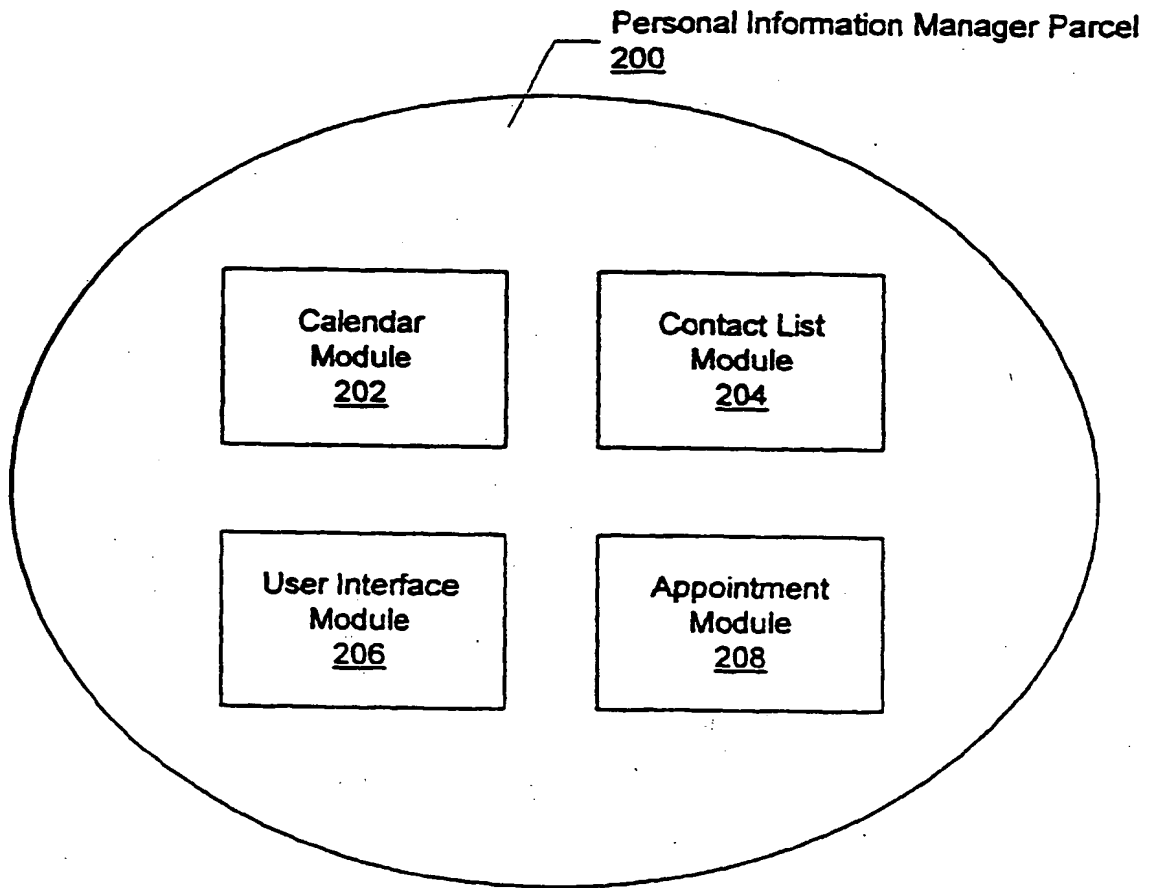 Personal Information Manager Parcel
200
Calendar
Module
202
Contact List
Module
204
User Interface
Module
206
Appointment
Module
208